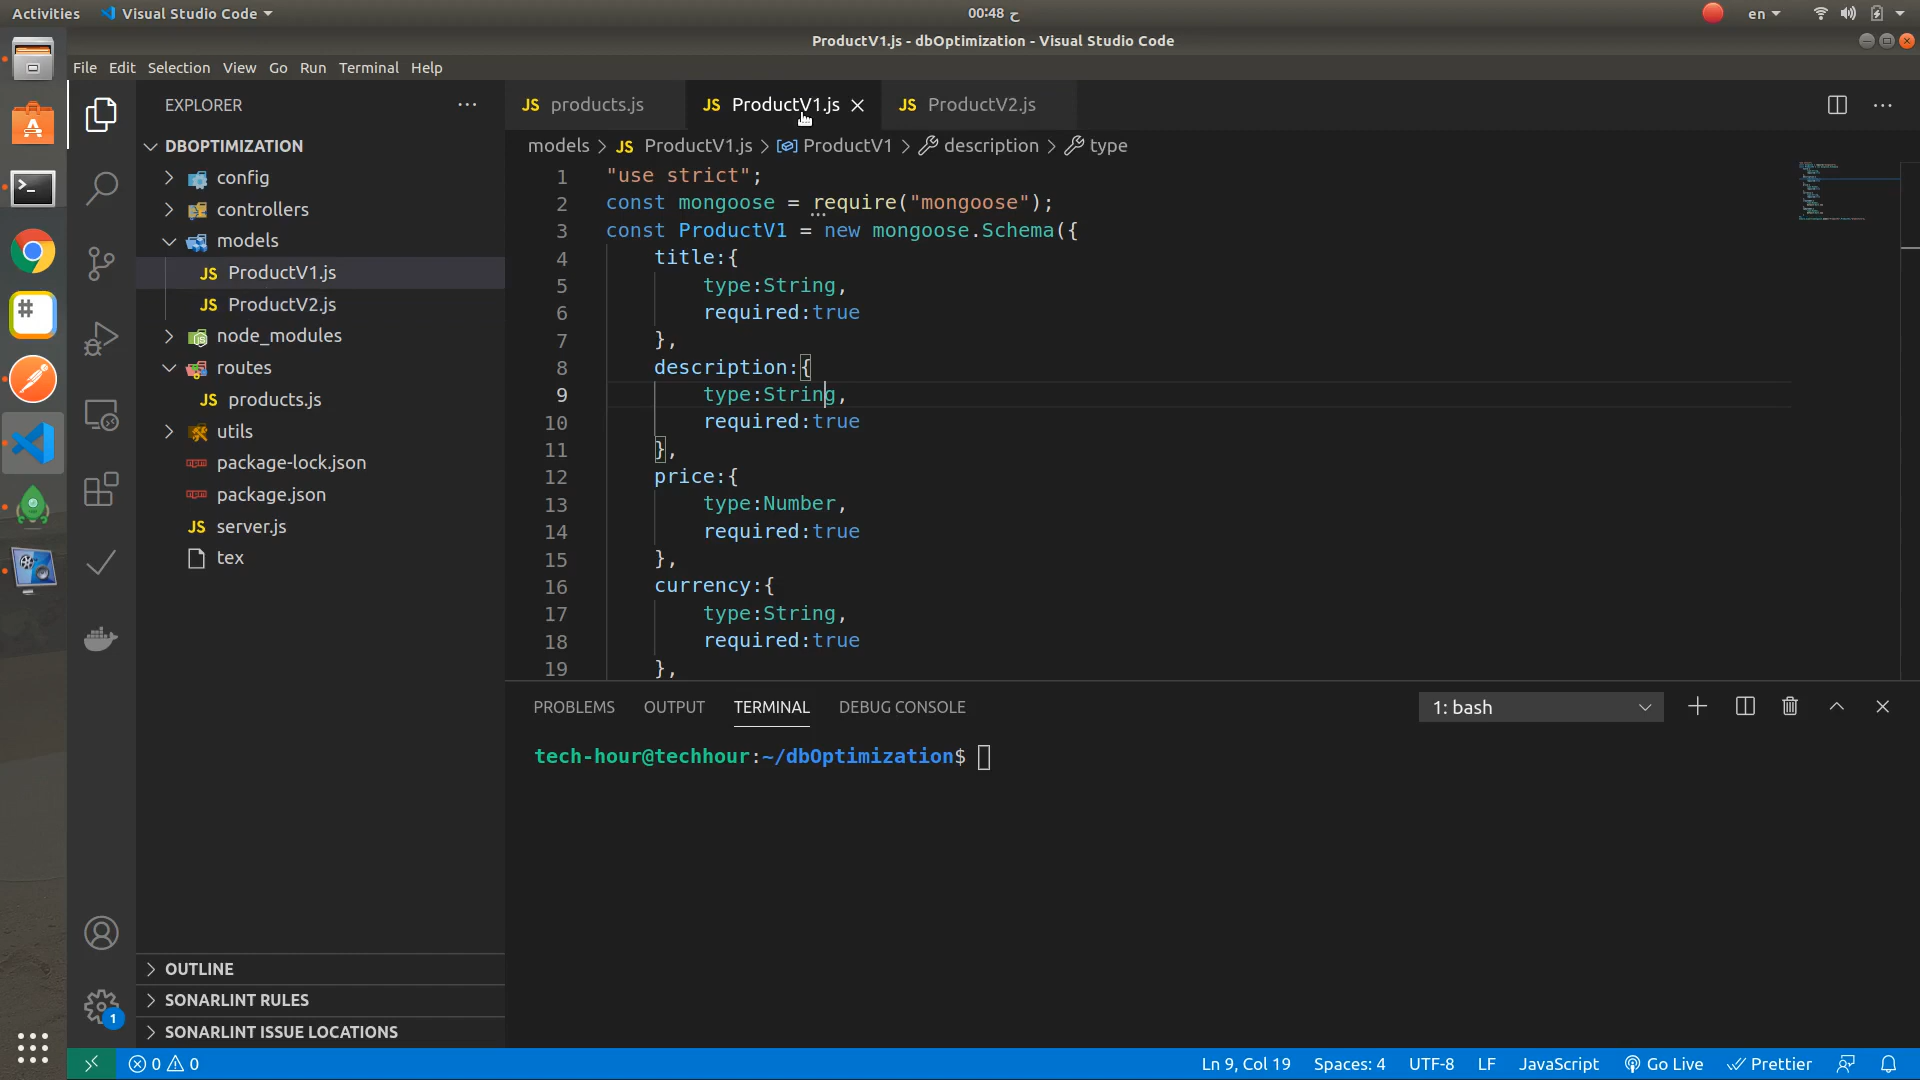 Activities
Visual Studio Code
00:48 ح
en
ProductV1.js - dbOptimization - Visual Studio Code
File Edit Selection View Go Run Terminal Help
EXPLORER
JS products.js
JS ProductV1.js
JS ProductV2.js
models > JS ProductV1.js > ProductV1 > description > type
DBOPTIMIZATION
config
controllers
models
JS ProductV1.js
JS ProductV2.js
node_modules
routes
JS products.js
utils
package-lock.json
package.json
JS server.js
tex
OUTLINE
SONARLINT RULES
SONARLINT ISSUE LOCATIONS
1
1 "use strict";
2 const mongoose = require("mongoose");
3 const ProductV1 = new mongoose.Schema({
4 title:{
5 type:String,
6 required:true
7 },
8 description:{
9 type:String,
10 required:true
11 },
12 price:{
13 type:Number,
14 required:true
15 },
16 currency:{
17 type:String,
18 required:true
19 },
PROBLEMS OUTPUT TERMINAL DEBUG CONSOLE
1: bash
tech-hour@techhour:~/dbOptimization$
0 0
Ln 9, Col 19
Spaces: 4
UTF-8
LF
JavaScript
Go Live
Prettier